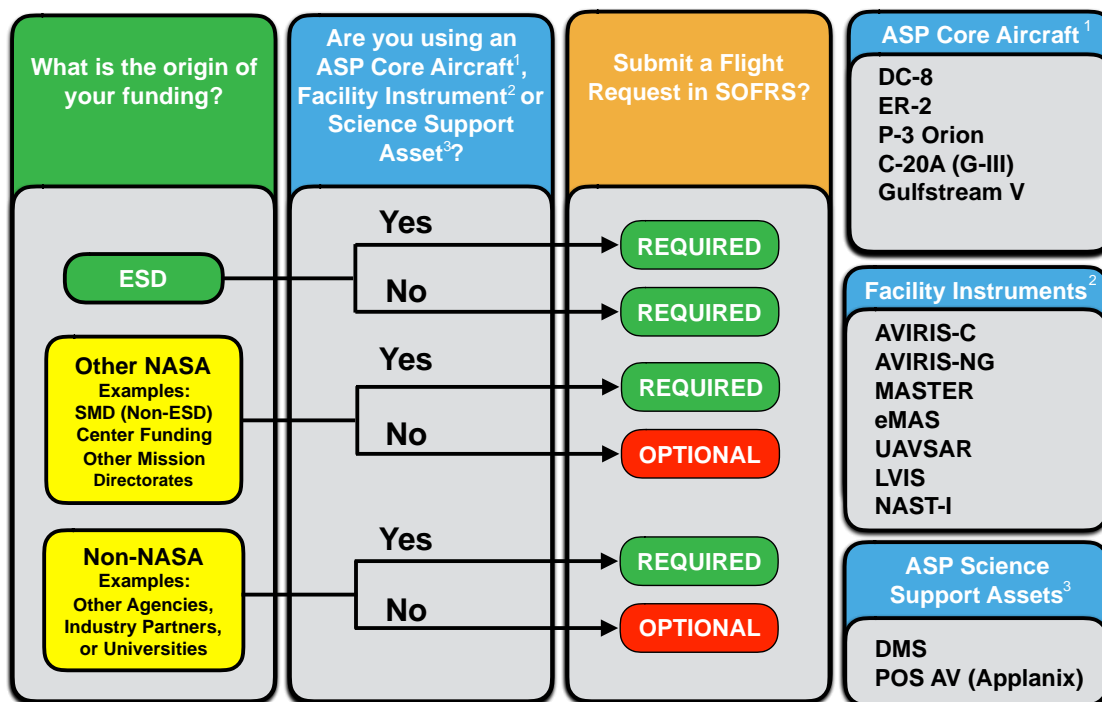 What is the origin of
your funding?
Are you using an
ASP Core Aircraft1,
Facility Instrument2 or
Science Support
Asset3?
Submit a Flight
Request in SOFRS?
ESD
Yes
REQUIRED
No
REQUIRED
Other NASA
Examples:
SMD (Non-ESD)
Center Funding
Other Mission
Directorates
Yes
REQUIRED
No
OPTIONAL
Non-NASA
Examples:
Other Agencies,
Industry Partners,
or Universities
Yes
REQUIRED
No
OPTIONAL
ASP Core Aircraft 1
DC-8
ER-2
P-3 Orion
C-20A (G-III)
Gulfstream V
Facility Instruments2
AVIRIS-C
AVIRIS-NG
MASTER
eMAS
UAVSAR
LVIS
NAST-I
ASP Science
Support Assets3
DMS
POS AV (Applanix)